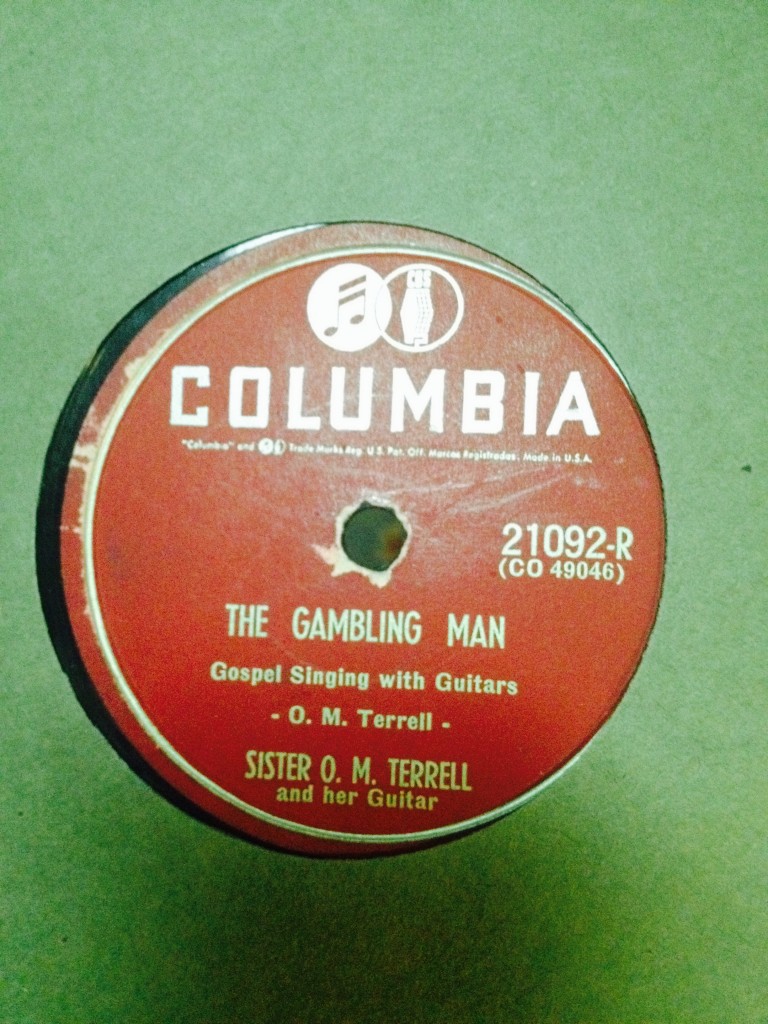 CBS
COLUMBIA
"Columbia" and Trade Marks Reg. U.S. Pat. Off. Marcas Registradas. Made in U.S.A.
21092-R
(CO 49046)
THE GAMBLING MAN
Gospel Singing with Guitars
- O. M. Terrell -
SISTER O. M. TERRELL
and her Guitar